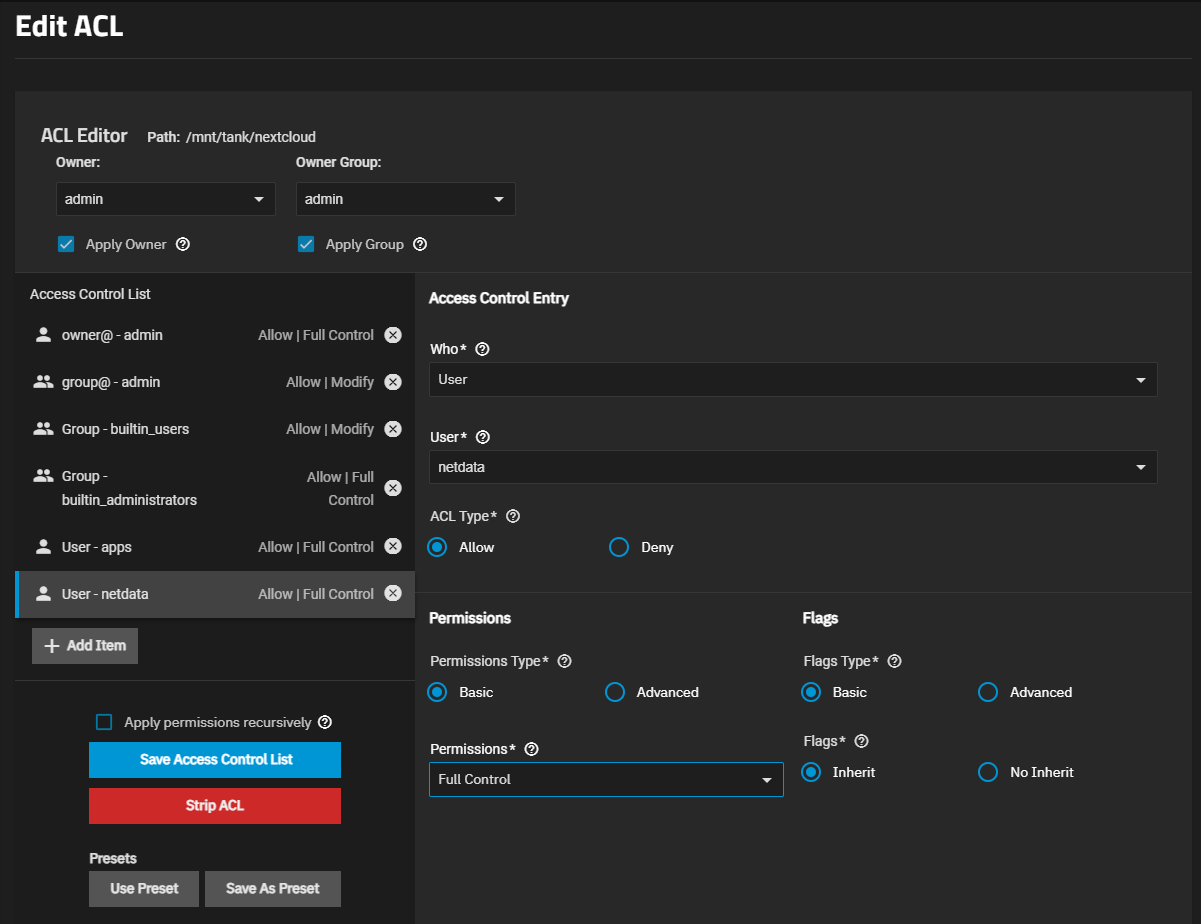 Edit ACL
ACL Editor Path: /mnt/tank/nextcloud
Owner: Owner Group:
admin admin
Apply Owner Apply Group
Access Control List
owner@ - admin Allow | Full Control
group@ - admin Allow | Modify
Group - builtin_users Allow | Modify
Group - Allow | Full
builtin_administrators Control
User - apps Allow | Full Control
User - netdata Allow | Full Control
Add Item
Apply permissions recursively
Save Access Control List
Strip ACL
Presets
Use Preset Save As Preset
Access Control Entry
Who*
User
User*
netdata
ACL Type*
Allow Deny
Permissions
Permissions Type*
Basic Advanced
Permissions*
Full Control
Flags
Flags Type*
Basic Advanced
Flags*
Inherit No Inherit